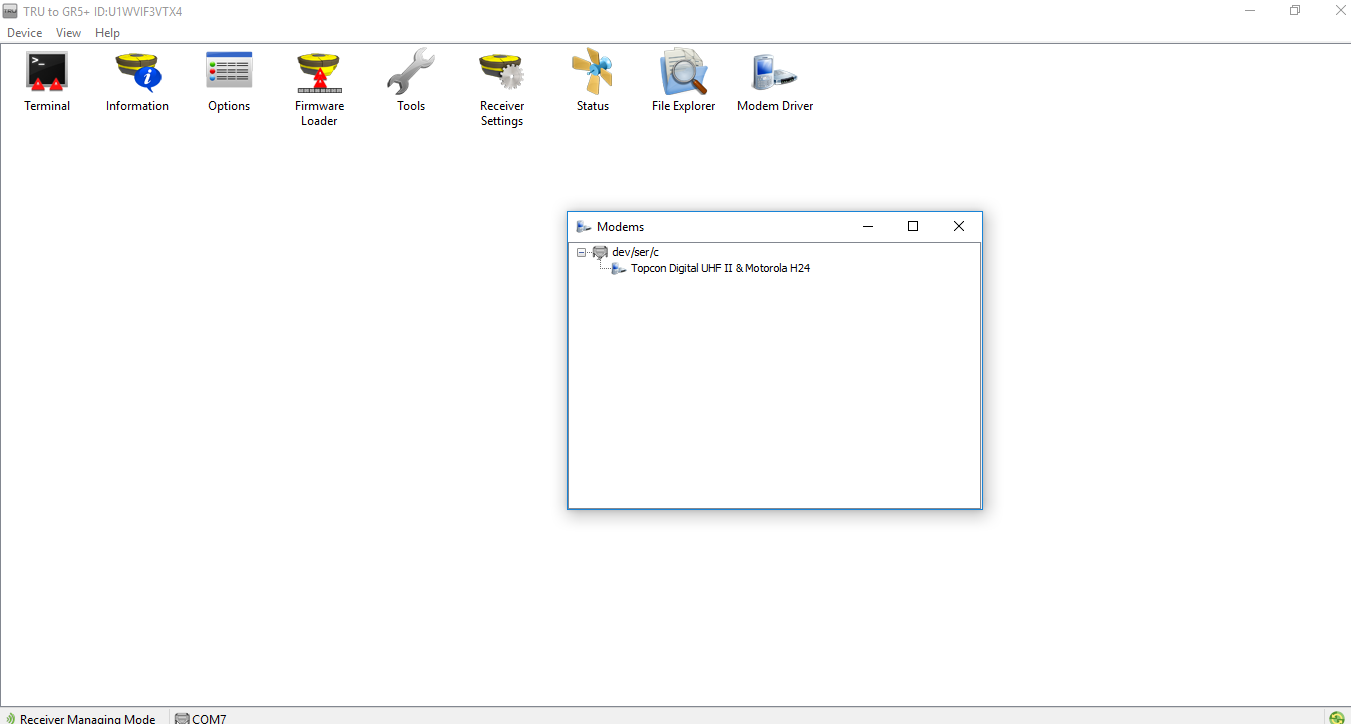 TRU to GR5+ ID:U1WVIF3VTX4
Device View Help
Terminal
Information
Options
Firmware
Loader
Tools
Receiver
Settings
Status
File Explorer
Modem Driver
Modems
dev/ser/c
Topcon Digital UHF II & Motorola H24
Receiver Managing Mode
COM7